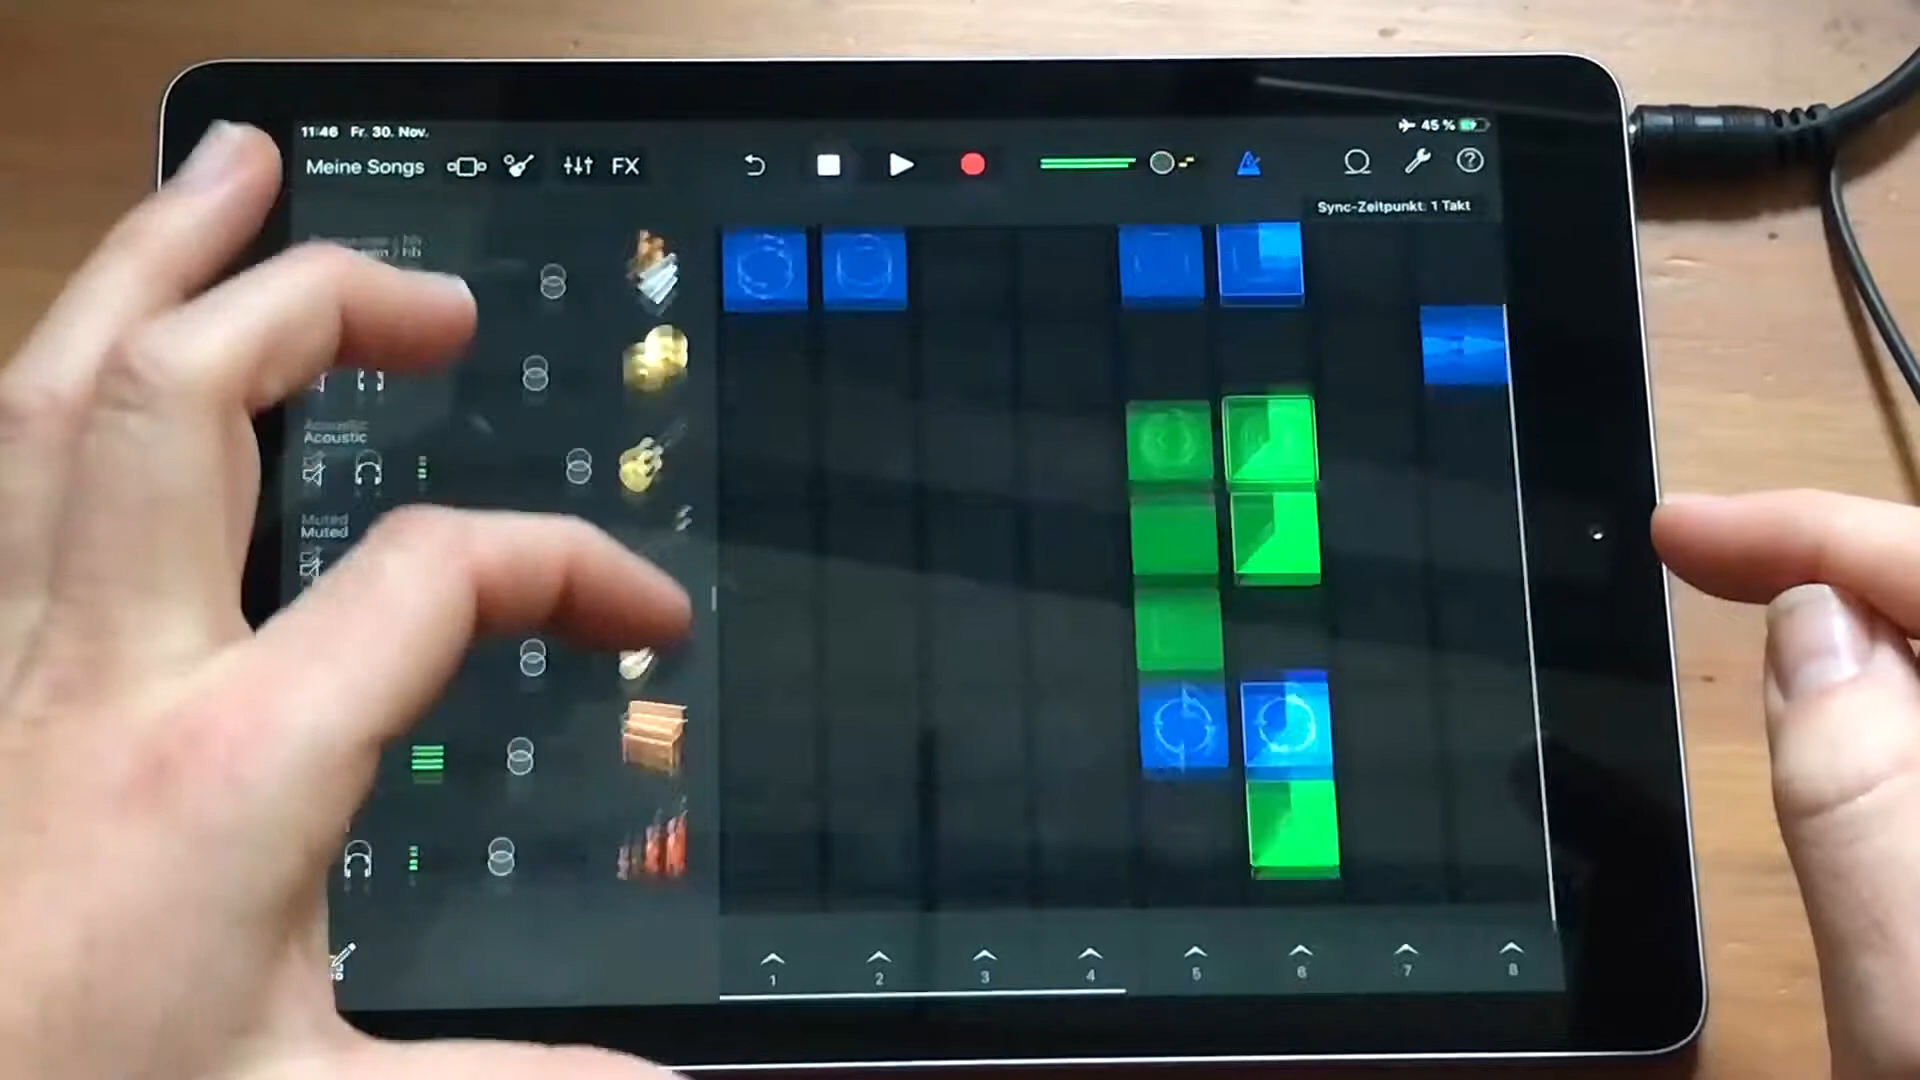 11:46 Fr. 30. Nov.
45 %
Meine Songs
FX
?
Sync-Zeitpunkt: 1 Takt
Acoustic
Muted
1 2 3 4 5 6 7 8